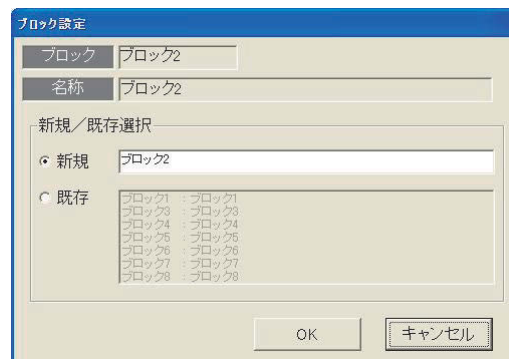 ブロック設定
ブロック ブロック2
名称 ブロック2
新規／既存選択
新規 ブロック2
既存
ブロック1 : ブロック1
ブロック3 : ブロック3
ブロック4 : ブロック4
ブロック5 : ブロック5
ブロック6 : ブロック6
ブロック7 : ブロック7
ブロック8 : ブロック8
OK キャンセル